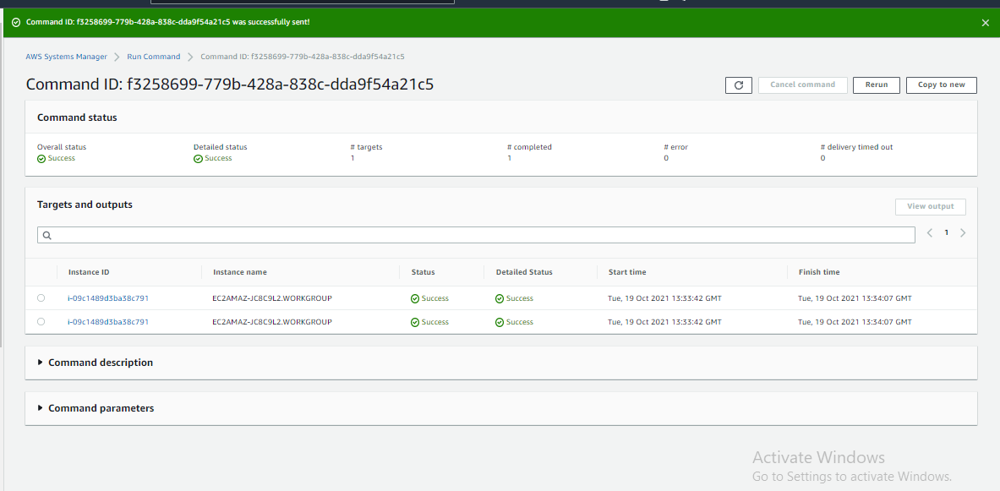 Command ID: f3258699-779b-428a-838c-dda9f54a21c5 was successfully sent!
AWS Systems Manager > Run Command > Command ID: f3258699-779b-428a-838c-dda9f54a21c5
Command ID: f3258699-779b-428a-838c-dda9f54a21c5 Cancel command Rerun Copy to new
Command status
Overall status Detailed status # targets # completed # error # delivery timed out
Success Success 1 1 0 0
Targets and outputs View output
1
Instance ID Instance name Status Detailed Status Start time Finish time
i-09c1489d3ba38c791 EC2AMAZ-JC8C9L2.WORKGROUP Success Success Tue, 19 Oct 2021 13:33:42 GMT Tue, 19 Oct 2021 13:34:07 GMT
i-09c1489d3ba38c791 EC2AMAZ-JC8C9L2.WORKGROUP Success Success Tue, 19 Oct 2021 13:33:42 GMT Tue, 19 Oct 2021 13:34:07 GMT
Command description
Command parameters
Activate Windows
Go to Settings to activate Windows.